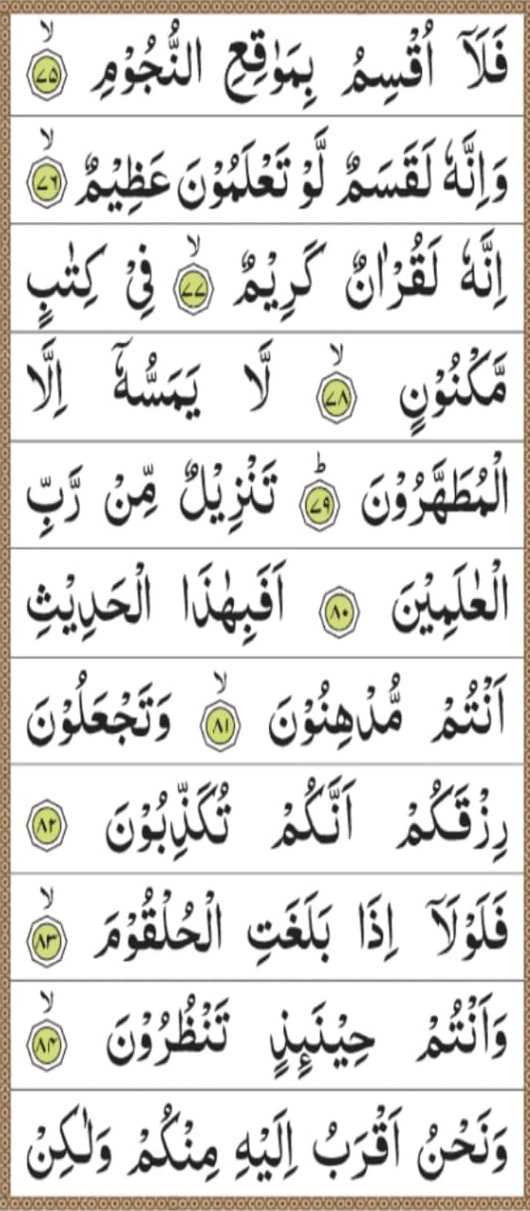 فَلَاۤ اُقْسِمُ بِمَوٰقِعِ النُّجُوْمِ ۙ‏﴿۷۵﴾
وَاِنَّهٗ لَقَسَمٌ لَّوْ تَعْلَمُوْنَ عَظِيْمٌ ۙ‏﴿۷۶﴾
اِنَّهٗ لَقُرْاٰنٌ كَرِيْمٌ ۙ‏﴿۷۷﴾ فِىْ كِتٰبٍ
مَّكْنُوْنٍ ۙ‏﴿۷۸﴾ لَّا يَمَسُّهٗۤ اِلَّا
الْمُطَهَّرُوْنَ ؕ‏﴿۷۹﴾ تَنْزِيْلٌ مِّنْ رَّبِّ
الْعٰلَمِيْنَ ‏﴿۸۰﴾ اَفَبِهٰذَا الْحَدِيْثِ
اَنْتُمْ مُّدْهِنُوْنَ ۙ‏﴿۸۱﴾ وَتَجْعَلُوْنَ
رِزْقَكُمْ اَنَّكُمْ تُكَذِّبُوْنَ ‏﴿۸۲﴾
فَلَوْلَاۤ اِذَا بَلَغَتِ الْحُلْقُوْمَ ۙ‏﴿۸۳﴾
وَاَنْتُمْ حِيْنَئِذٍ تَنْظُرُوْنَ ۙ‏﴿۸۴﴾
وَنَحْنُ اَقْرَبُ اِلَيْهِ مِنْكُمْ وَلٰكِنْ